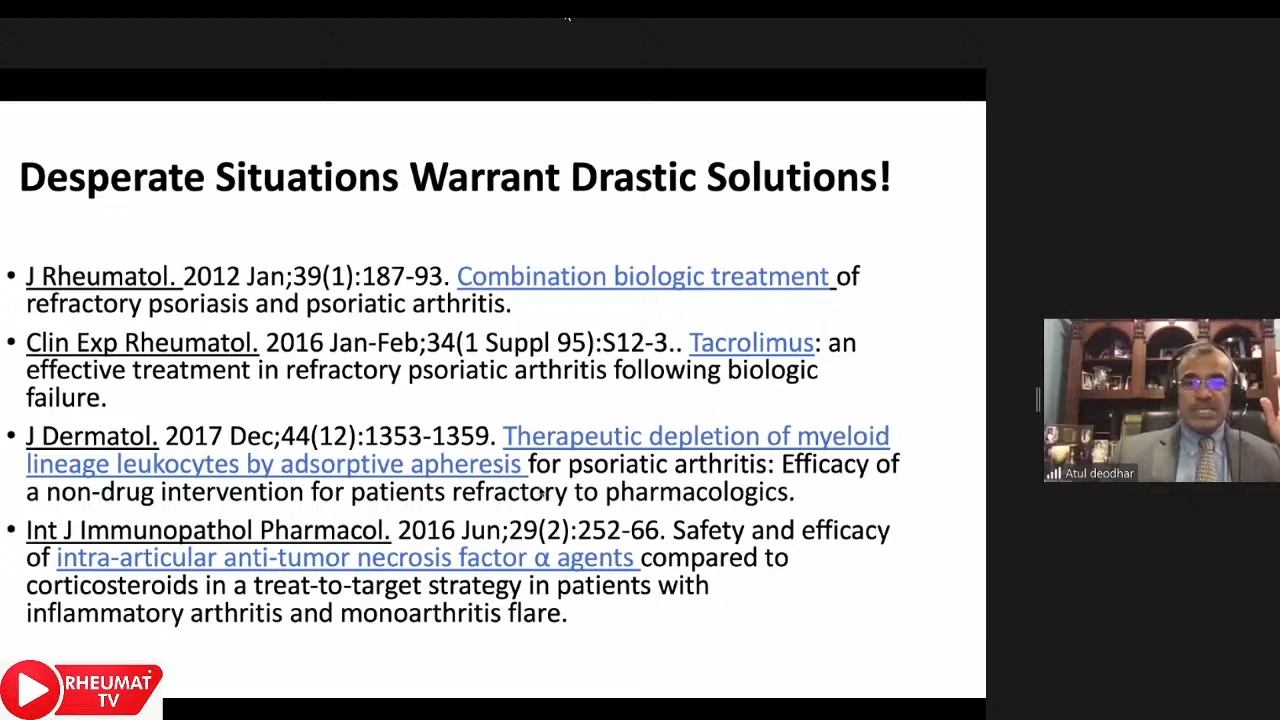 Desperate Situations Warrant Drastic Solutions!
• J Rheumatol. 2012 Jan;39(1):187-93. Combination biologic treatment of
refractory psoriasis and psoriatic arthritis.
• Clin Exp Rheumatol. 2016 Jan-Feb;34(1 Suppl 95):S12-3.. Tacrolimus: an
effective treatment in refractory psoriatic arthritis following biologic
failure.
• J Dermatol. 2017 Dec;44(12):1353-1359. Therapeutic depletion of myeloid
lineage leukocytes by adsorptive apheresis for psoriatic arthritis: Efficacy of
a non-drug intervention for patients refractory to pharmacologics.
• Int J Immunopathol Pharmacol. 2016 Jun;29(2):252-66. Safety and efficacy
of intra-articular anti-tumor necrosis factor α agents compared to
corticosteroids in a treat-to-target strategy in patients with
inflammatory arthritis and monoarthritis flare.
Atul deodhar
RHEUMAT
TV